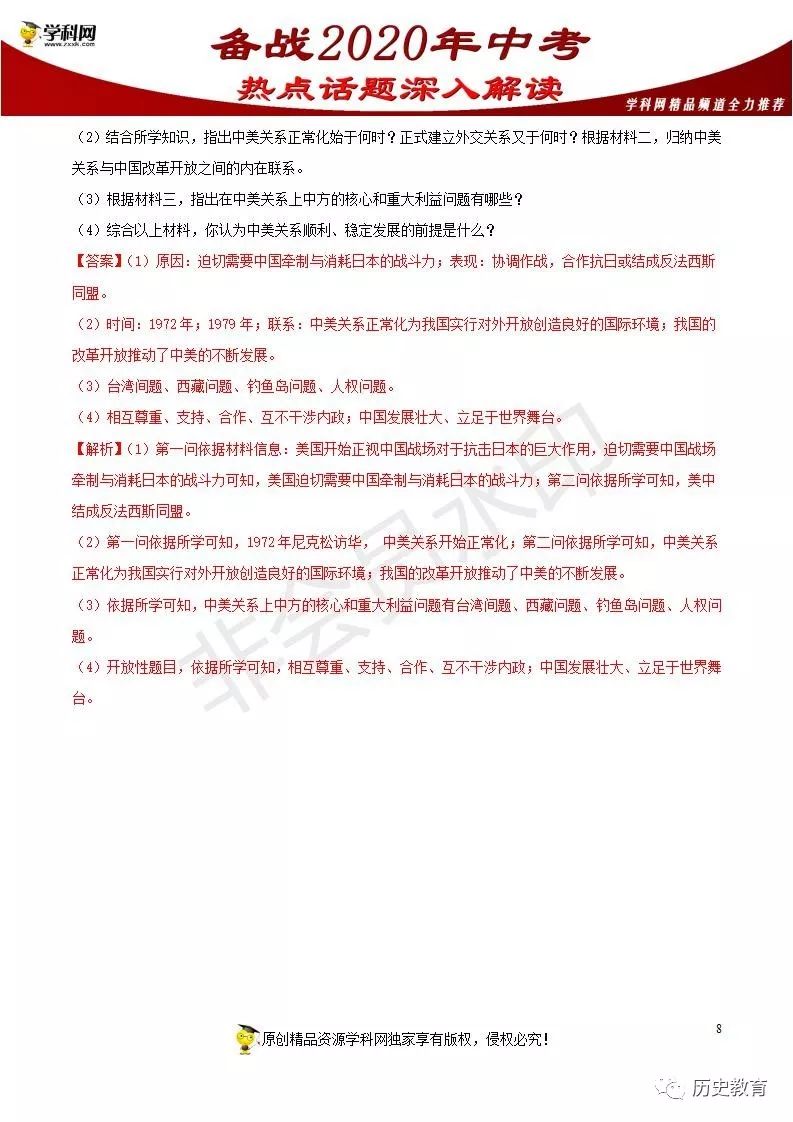 学科网
www.zxxk.com
备战2020年中考
热点话题深入解读
学科网精品频道全力推荐
（2）结合所学知识，指出中美关系正常化始于何时？正式建立外交关系又于何时？根据材料二，归纳中美
关系与中国改革开放之间的内在联系。
（3）根据材料三，指出在中美关系上中方的核心和重大利益问题有哪些？
（4）综合以上材料，你认为中美关系顺利、稳定发展的前提是什么？
【答案】（1）原因：迫切需要中国牵制与消耗日本的战斗力；表现：协调作战，合作抗日或结成反法西斯
同盟。
（2）时间：1972年；1979年；联系：中美关系正常化为我国实行对外开放创造良好的国际环境；我国的
改革开放推动了中美的不断发展。
（3）台湾间题、西藏问题、钓鱼岛问题、人权问题。
（4）相互尊重、支持、合作、互不干涉内政；中国发展壮大、立足于世界舞台。
【解析】（1）第一问依据材料信息：美国开始正视中国战场对于抗击日本的巨大作用，迫切需要中国战场
牵制与消耗日本的战斗力可知，美国迫切需要中国牵制与消耗日本的战斗力；第二问依据所学可知，美中
结成反法西斯同盟。
（2）第一问依据所学可知，1972年尼克松访华， 中美关系开始正常化；第二问依据所学可知，中美关系
正常化为我国实行对外开放创造良好的国际环境；我国的改革开放推动了中美的不断发展。
（3）依据所学可知，中美关系上中方的核心和重大利益问题有台湾间题、西藏问题、钓鱼岛问题、人权问
题。
（4）开放性题目，依据所学可知，相互尊重、支持、合作、互不干涉内政；中国发展壮大、立足于世界舞
台。
非会员水印
8
原创精品资源学科网独家享有版权，侵权必究！
历史教育